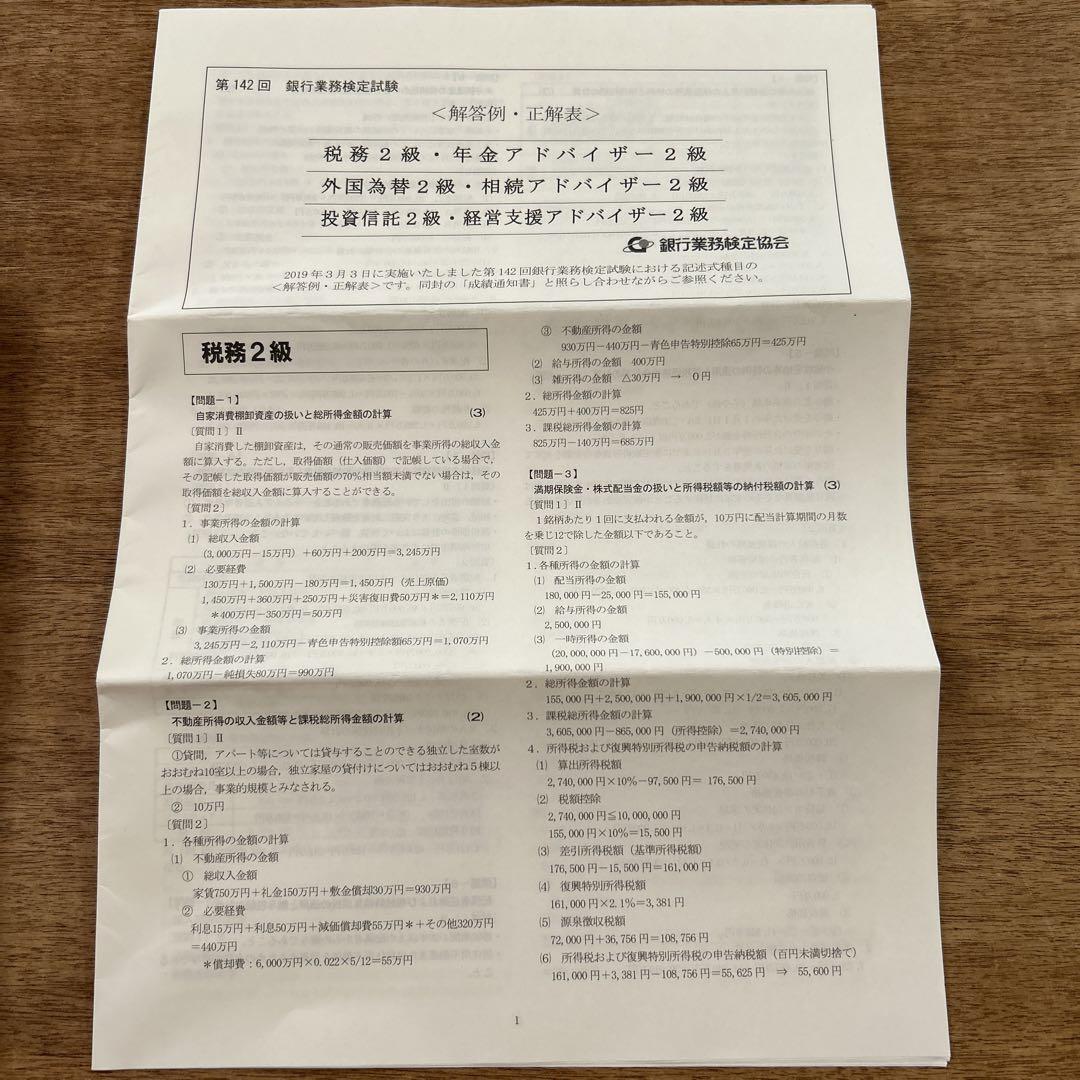 第142回 銀行業務検定試験
＜解答例・正解表＞
税務２級・年金アドバイザー２級
外国為替２級・相続アドバイザー２級
投資信託２級・経営支援アドバイザー２級
銀行業務検定協会
2019年3月3日に実施いたしました第142回銀行業務検定試験における記述式種目の
＜解答例・正解表＞です。同封の「成績通知書」と照らし合わせながらご参照ください。
税務２級
【問題－１】
自家消費棚卸資産の扱いと総所得金額の計算 (3)
〔質問１〕Ⅱ
自家消費した棚卸資産は，その通常の販売価額を事業所得の総収入金
額に算入する。ただし，取得価額（仕入価額）で記帳している場合で，
その記帳した取得価額が販売価額の70％相当額未満でない場合は，その
取得価額を総収入金額に算入することができる。
〔質問２〕
１．事業所得の金額の計算
⑴ 総収入金額
(3,000万円－15万円）＋60万円＋200万円＝3,245万円
⑵ 必要経費
130万円＋1,500万円－180万円＝1,450万円（売上原価）
1,450万円＋360万円＋250万円＋災害復旧費50万円＊＝2,110万円
＊400万円－350万円＝50万円
⑶ 事業所得の金額
3,245万円－2,110万円－青色申告特別控除額65万円＝1,070万円
２．総所得金額の計算
1,070万円－純損失80万円＝990万円
【問題－２】
不動産所得の収入金額等と課税総所得金額の計算 (2)
〔質問１〕Ⅱ
①貸間，アパート等については貸与することのできる独立した室数が
おおむね10室以上の場合，独立家屋の貸付けについてはおおむね５棟以
上の場合，事業的規模とみなされる。
② 10万円
〔質問２〕
１．各種所得の金額の計算
⑴ 不動産所得の金額
① 総収入金額
家賃750万円＋礼金150万円＋敷金償却30万円＝930万円
② 必要経費
利息15万円＋利息50万円＋減価償却費55万円＊＋その他320万円
＝440万円
＊償却費：6,000万円×0.022×5/12＝55万円
③ 不動産所得の金額
930万円－440万円－青色申告特別控除65万円＝425万円
⑵ 給与所得の金額 400万円
⑶ 雑所得の金額 △30万円 → ０円
２．総所得金額の計算
425万円＋400万円＝825円
３．課税総所得金額の計算
825万円－140万円＝685万円
【問題－３】
満期保険金・株式配当金の扱いと所得税額等の納付税額の計算 (3)
〔質問１〕Ⅱ
１銘柄あたり１回に支払われる金額が，10万円に配当計算期間の月数
を乗じ12で除した金額以下であること。
〔質問２〕
１.各種所得の金額の計算
⑴ 配当所得の金額
180,000円－25,000円＝155,000円
⑵ 給与所得の金額
2,500,000円
⑶ 一時所得の金額
(20,000,000円－17,600,000円）－500,000円（特別控除）＝
1,900,000円
２．総所得金額の計算
155,000円＋2,500,000円＋1,900,000円×1/2＝3,605,000円
３．課税総所得金額の計算
3,605,000円－865,000円（所得控除）＝2,740,000円
４．所得税および復興特別所得税の申告納税額の計算
⑴ 算出所得税額
2,740,000円×10％－97,500円＝ 176,500円
⑵ 税額控除
2,740,000円≦10,000,000円
155,000円×10％＝15,500円
⑶ 差引所得税額（基準所得税額）
176,500円－15,500円＝161,000円
⑷ 復興特別所得税額
161,000円×2.1％＝3,381円
⑸ 源泉徴収税額
72,000円＋36,756円＝108,756円
⑹ 所得税および復興特別所得税の申告納税額（百円未満切捨て）
161,000円＋3,381円－108,756円＝55,625円 ⇒ 55,600円
1